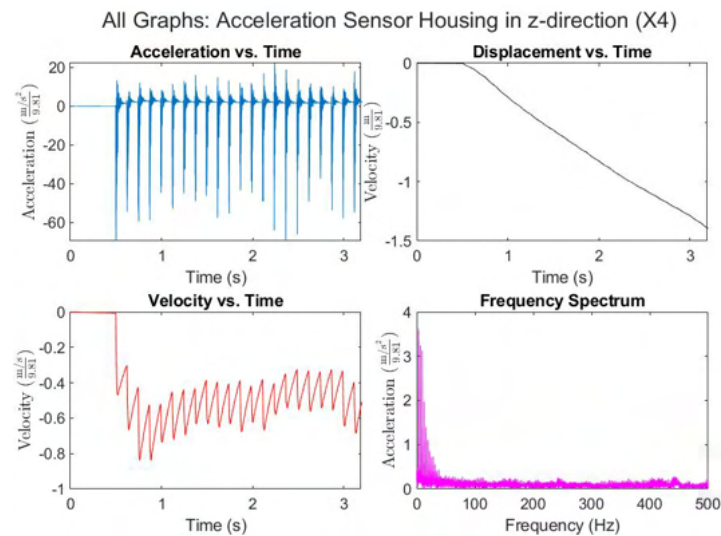 All Graphs: Acceleration Sensor Housing in z-direction (X4)
Acceleration vs. Time
Acceleration (m/s²/9.81)
20
0
-20
-40
-60
0 1 2 3
Time (s)
Displacement vs. Time
Velocity (m/9.81)
0
-0.5
-1
-1.5
0 1 2 3
Time (s)
Velocity vs. Time
Velocity (m/s/9.81)
0
-0.2
-0.4
-0.6
-0.8
-1
0 1 2 3
Time (s)
Frequency Spectrum
Acceleration (m/s²/9.81)
4
3
2
1
0
0 100 200 300 400 500
Frequency (Hz)